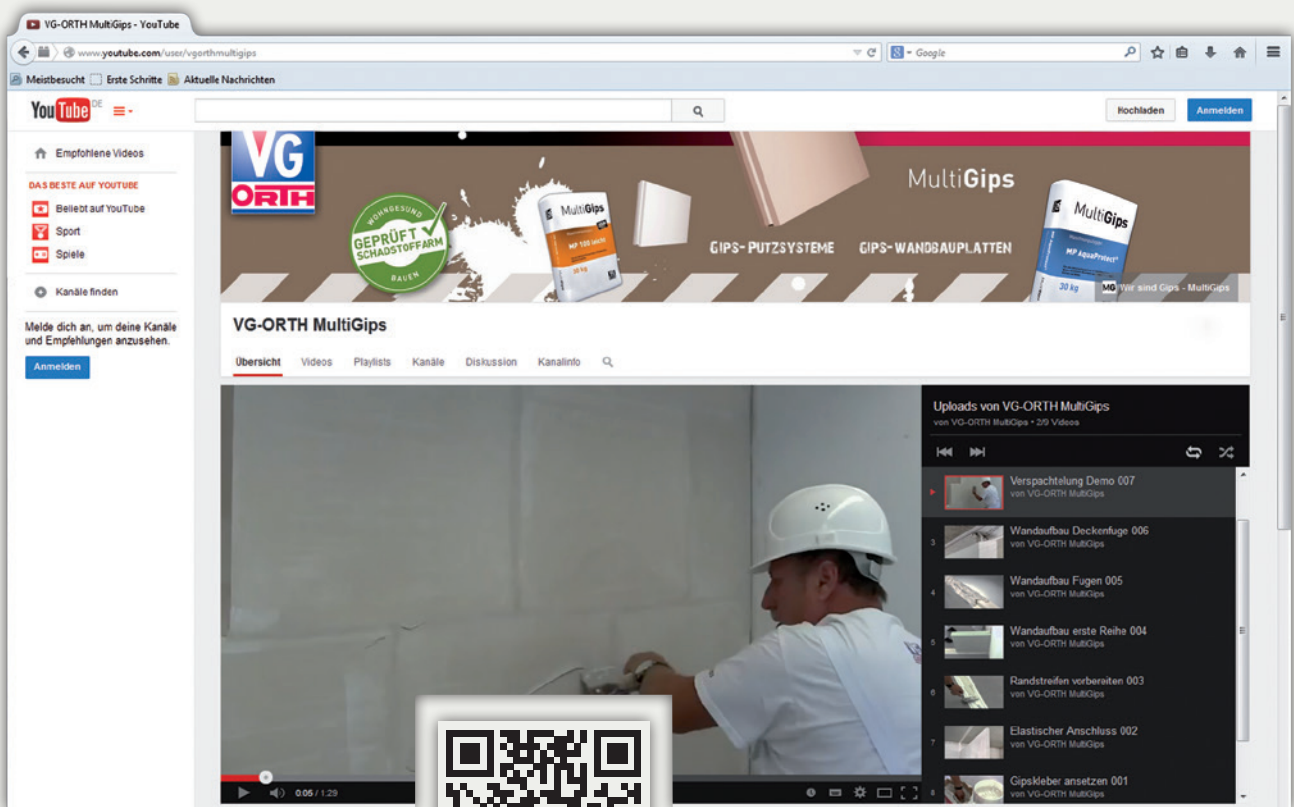 VG-ORTH MultiGips - YouTube
www.youtube.com/user/vgorthmultigips
Google
Meistbesucht Erste Schritte Aktuelle Nachrichten
YouTube DE
Hochladen
Anmelden
Empfohlene Videos
DAS BESTE AUF YOUTUBE
Beliebt auf YouTube
Sport
Spiele
Kanäle finden
Melde dich an, um deine Kanäle
und Empfehlungen anzusehen.
Anmelden
VG
ORTH
WOHNGESUND
GEPRÜFT
SCHADSTOFFARM
BAUEN
MultiGips
MP 100 leicht
30 kg
MultiGips
GIPS-PUTZSYSTEME GIPS-WANDBAUPLATTEN
MultiGips
MP AquaProtect
30 kg
MG Wir sind Gips - MultiGips
VG-ORTH MultiGips
Übersicht Videos Playlists Kanäle Diskussion Kanalinfo
Uploads von VG-ORTH MultiGips
von VG-ORTH MultiGips • 2/9 Videos
Verspachtelung Demo 007
von VG-ORTH MultiGips
3 Wandaufbau Deckenfuge 006
von VG-ORTH MultiGips
4 Wandaufbau Fugen 005
von VG-ORTH MultiGips
5 Wandaufbau erste Reihe 004
von VG-ORTH MultiGips
6 Randstreifen vorbereiten 003
von VG-ORTH MultiGips
7 Elastischer Anschluss 002
von VG-ORTH MultiGips
8 Gipskleber ansetzen 001
von VG-ORTH MultiGips
0:05 / 1:29